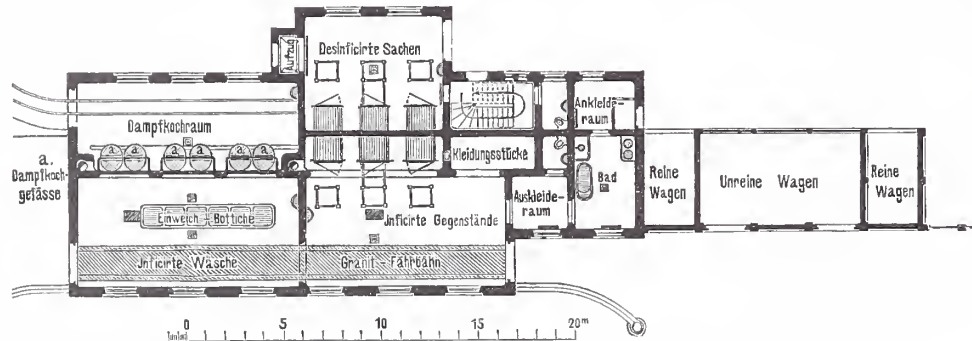 Aufzug
Desinficirte Sachen
Ankleide-
raum
Dampfkochraum
a a a a a a
a.
Dampfkoch-
gefässe
Kleidungsstücke
Bad
Reine
Wagen
Unreine Wagen
Reine
Wagen
Auskleide-
raum
Einweich - Bottiche
Inficirte Gegenstände
Inficirte Wäsche
Granit - Fahrbahn
0 5 10 15 20m